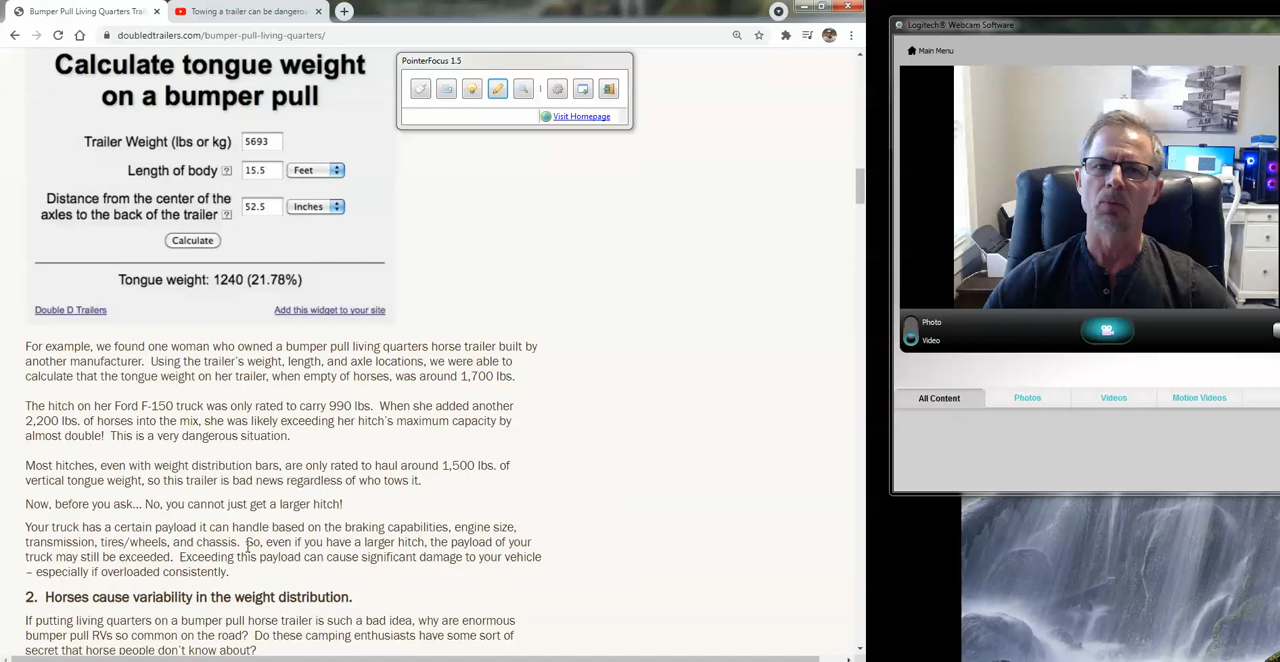 Bumper Pull Living Quarters Trai
Towing a trailer can be dangerou
doubledtrailers.com/bumper-pull-living-quarters/
Calculate tongue weight
on a bumper pull
Trailer Weight (lbs or kg) 5693
Length of body ? 15.5 Feet
Distance from the center of the
axles to the back of the trailer ? 52.5 Inches
Calculate
Tongue weight: 1240 (21.78%)
Double D Trailers Add this widget to your site
PointerFocus 1.5
Visit Homepage
For example, we found one woman who owned a bumper pull living quarters horse trailer built by
another manufacturer. Using the trailer's weight, length, and axle locations, we were able to
calculate that the tongue weight on her trailer, when empty of horses, was around 1,700 lbs.
The hitch on her Ford F-150 truck was only rated to carry 990 lbs. When she added another
2,200 lbs. of horses into the mix, she was likely exceeding her hitch's maximum capacity by
almost double! This is a very dangerous situation.
Most hitches, even with weight distribution bars, are only rated to haul around 1,500 lbs. of
vertical tongue weight, so this trailer is bad news regardless of who tows it.
Now, before you ask... No, you cannot just get a larger hitch!
Your truck has a certain payload it can handle based on the braking capabilities, engine size,
transmission, tires/wheels, and chassis. So, even if you have a larger hitch, the payload of your
truck may still be exceeded. Exceeding this payload can cause significant damage to your vehicle
– especially if overloaded consistently.
2. Horses cause variability in the weight distribution.
If putting living quarters on a bumper pull horse trailer is such a bad idea, why are enormous
bumper pull RVs so common on the road? Do these camping enthusiasts have some sort of
secret that horse people don't know about?
Logitech® Webcam Software
Main Menu
Photo
Video
All Content Photos Videos Motion Videos